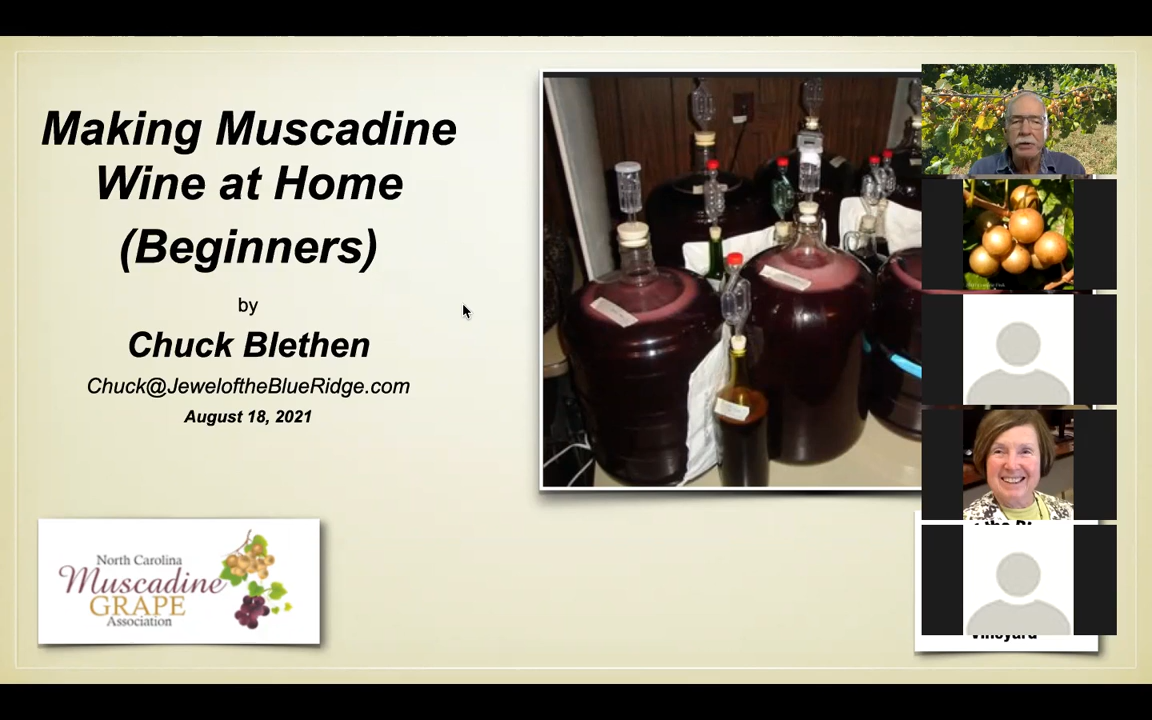 Making Muscadine
Wine at Home
(Beginners)
by
Chuck Blethen
Chuck@JeweloftheBlueRidge.com
August 18, 2021
North Carolina
Muscadine
GRAPE
Association
Vineyard